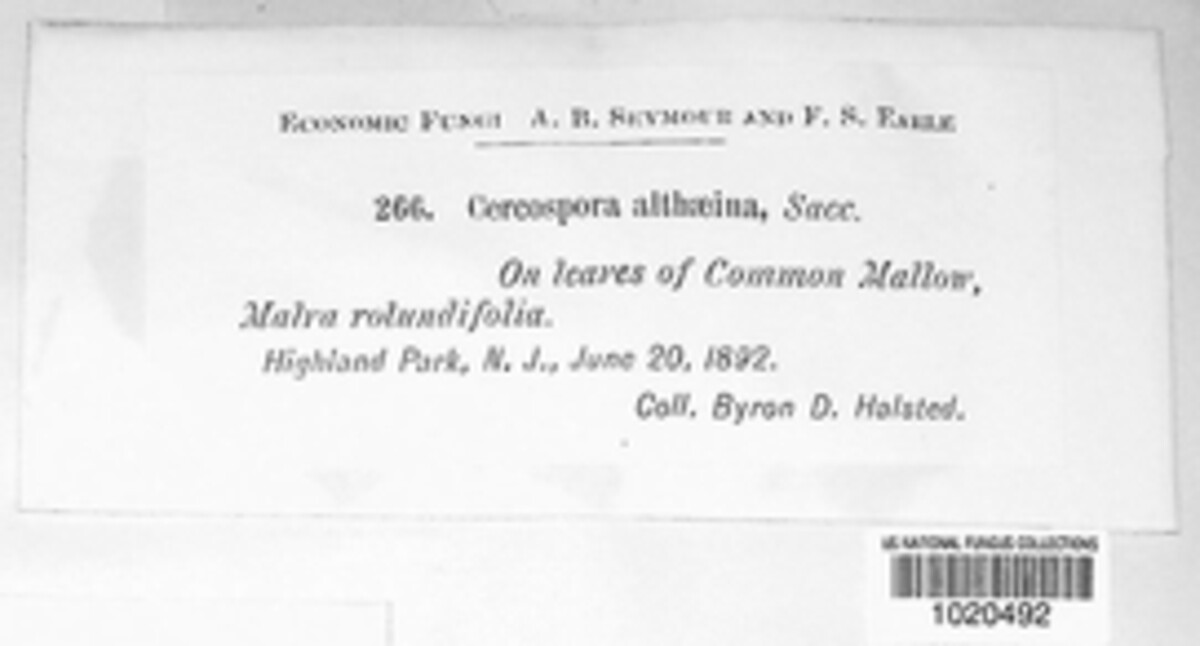 Economic Fungi A. B. Seymour and F. S. Earle
266. Cercospora althæina, Sacc.
On leaves of Common Mallow,
Malva rotundifolia.
Highland Park, N. J., June 20, 1892.
Coll. Byron D. Halsted.
US NATIONAL FUNGUS COLLECTIONS
1020492